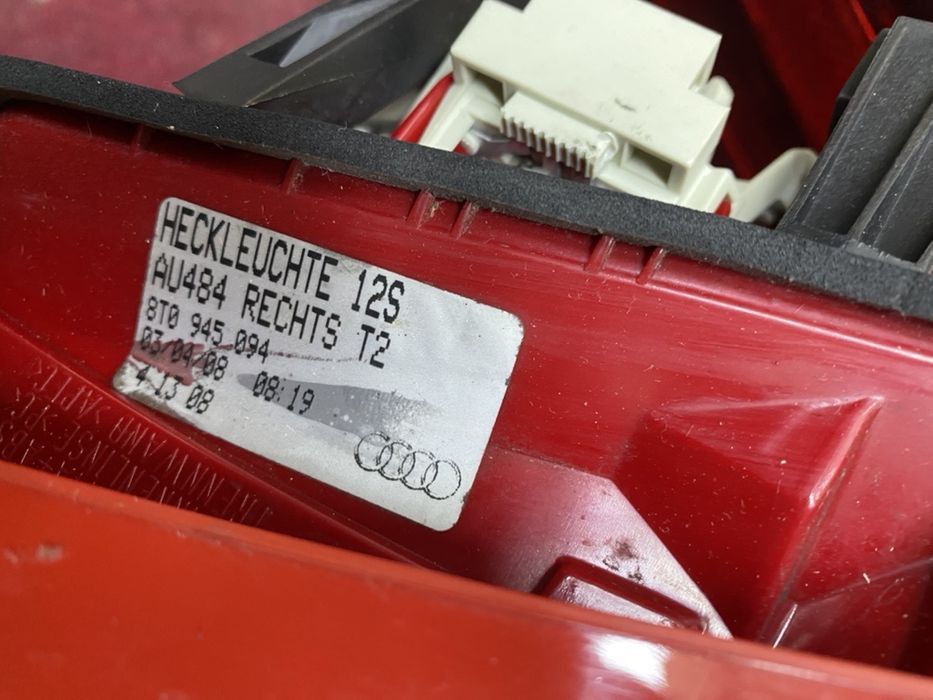 HECKLEUCHTE 12S
AU484 RECHTS T2
8T0 945 094
03/04/08 08:19
4 13 08